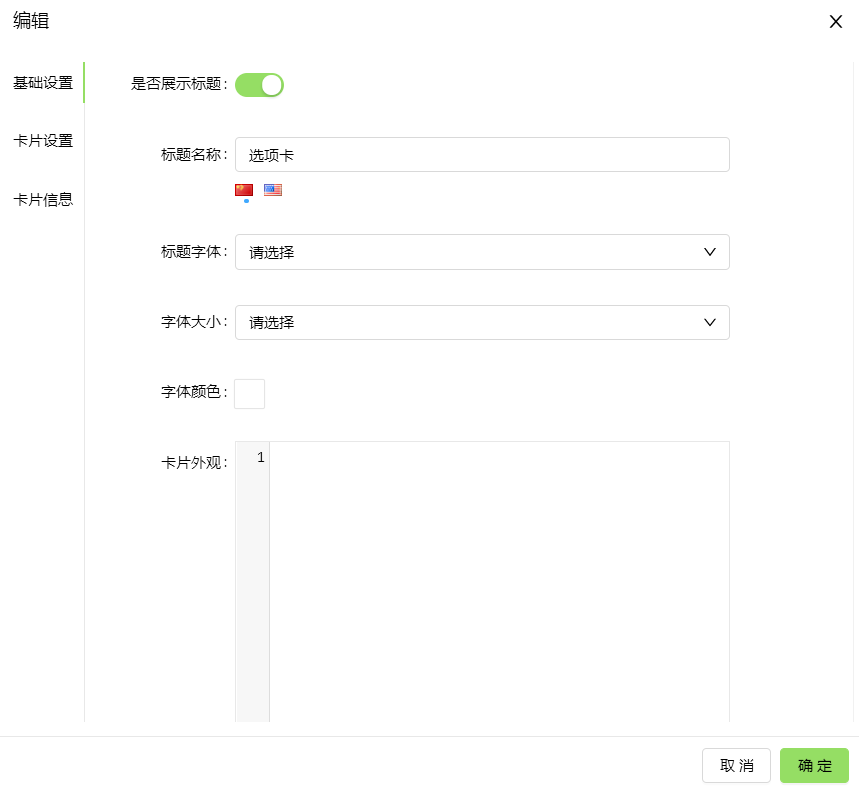 编辑
基础设置
卡片设置
卡片信息
是否展示标题:
标题名称: 选项卡
标题字体: 请选择
字体大小: 请选择
字体颜色:
卡片外观: 1
取 消 确 定